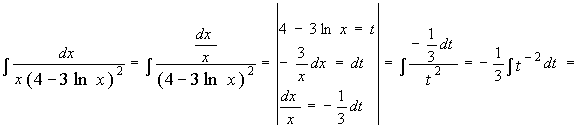 ∫ dx / x(4−3 ln x)² = ∫ (dx/x) / (4−3 ln x)² = | 4 − 3 ln x = t ; − 3/x dx = dt ; dx/x = − 1/3 dt | = ∫ (− 1/3 dt) / t² = − 1/3 ∫ t⁻² dt =